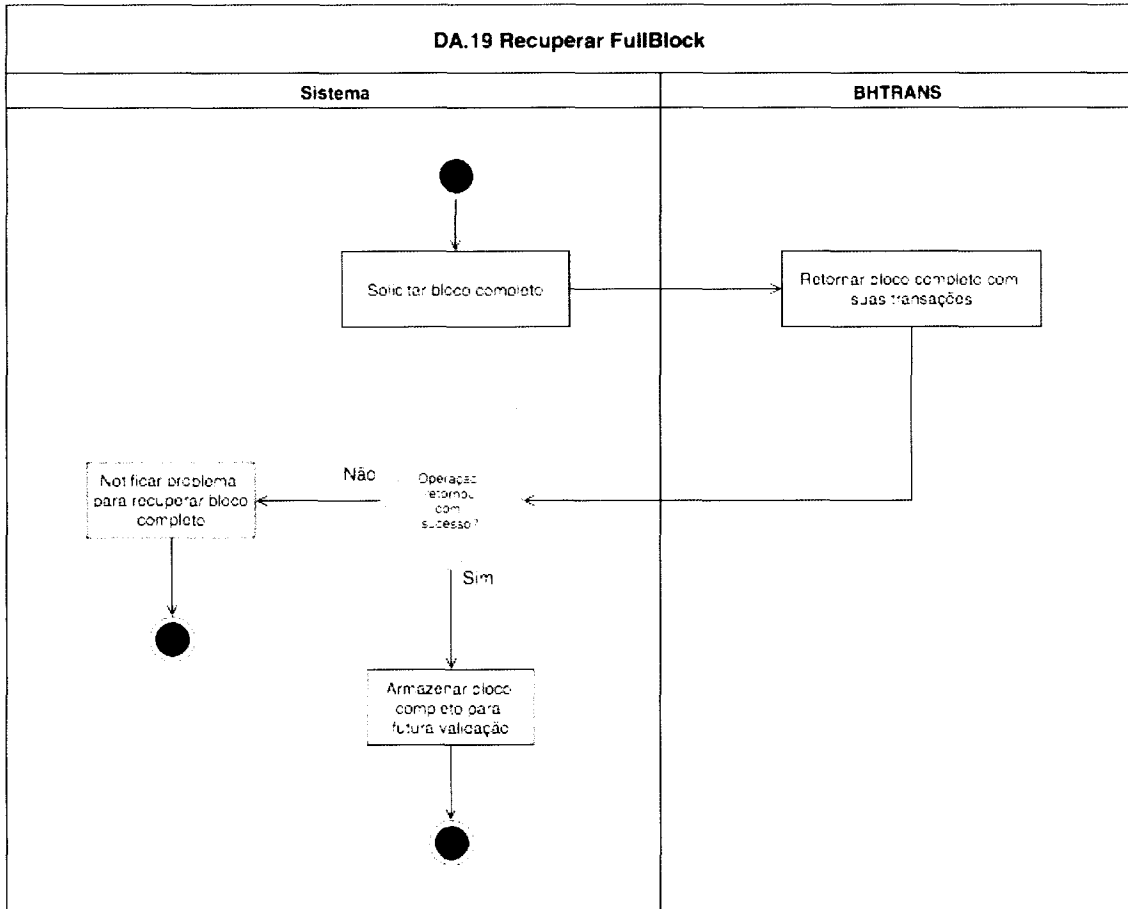 DA.19 Recuperar FullBlock
Sistema
BHTRANS
Solicitar bloco completo
Retornar bloco completo com
suas transações
Notificar problema
para recuperar bloco
completo
Não
Operação
retornou
com
sucesso?
Sim
Armazenar bloco
completo para
futura validação